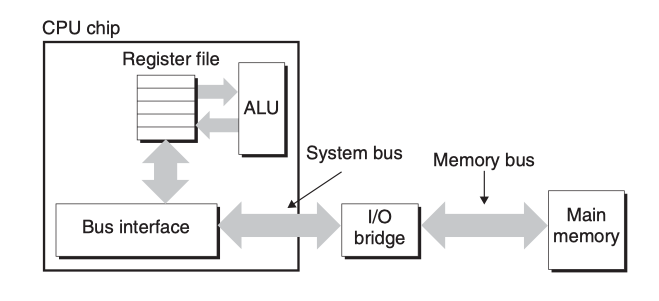 CPU chip
Register file
ALU
System bus
Memory bus
Bus interface
I/O
bridge
Main
memory